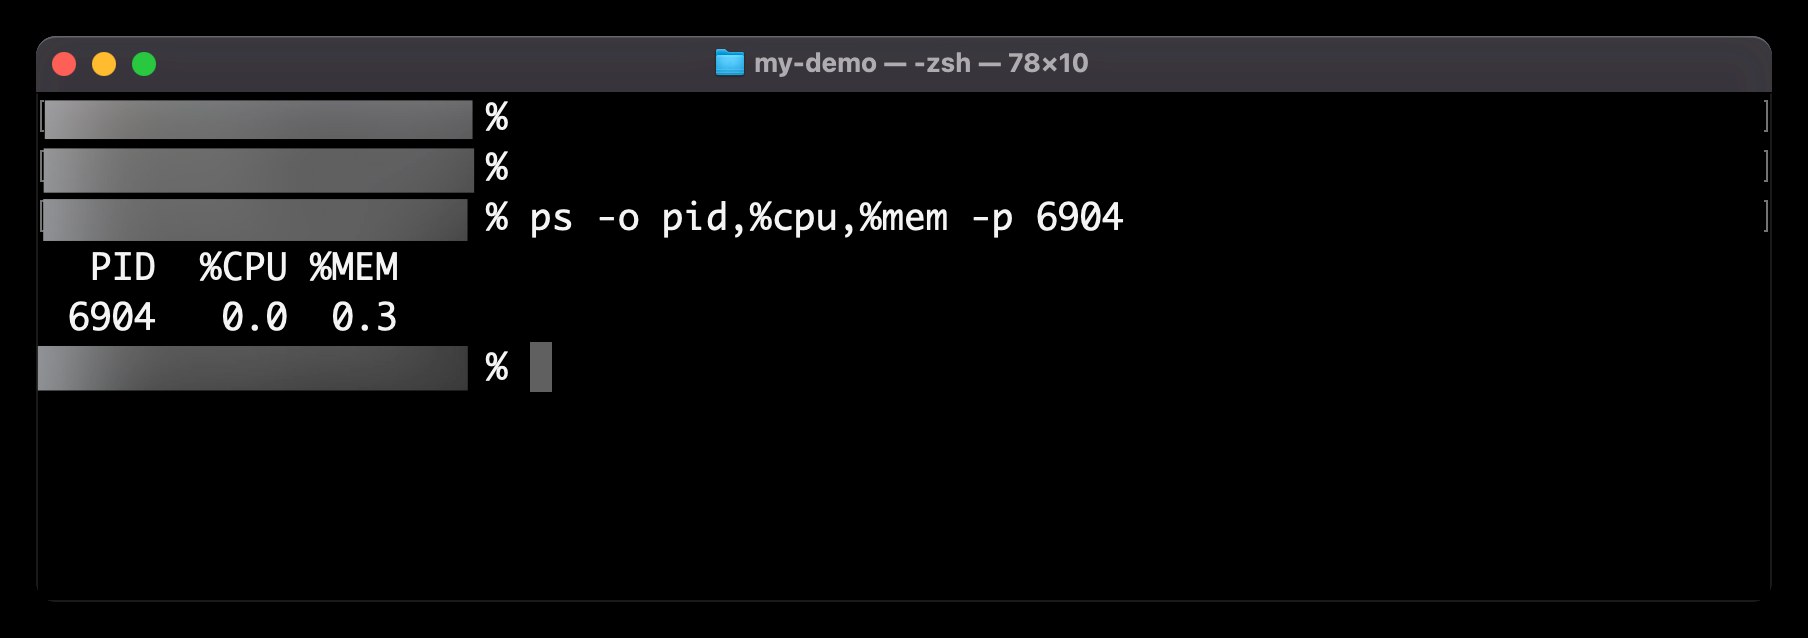 my-demo — -zsh — 78×10
%
%
% ps -o pid,%cpu,%mem -p 6904
PID %CPU %MEM
6904 0.0 0.3
%